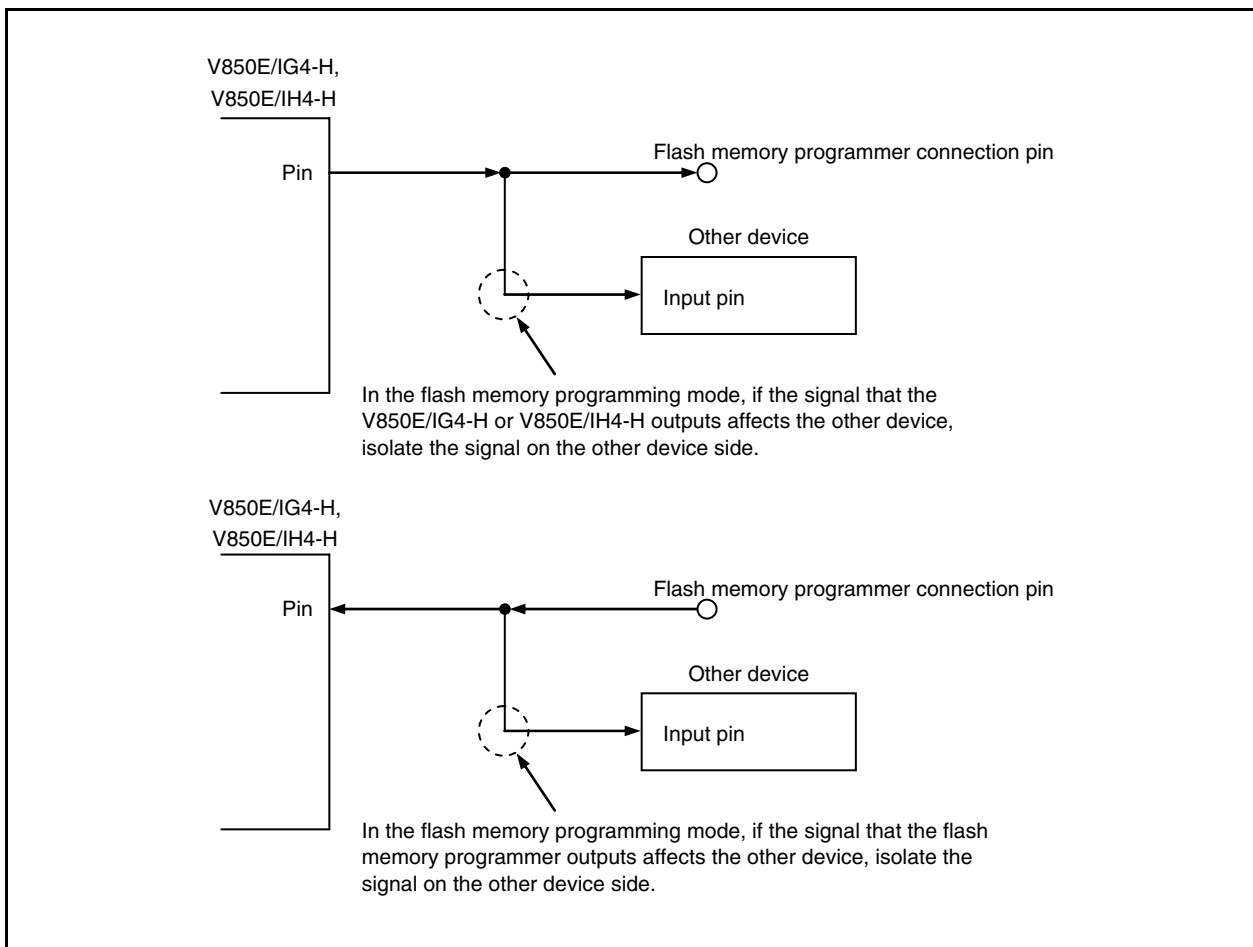 V850E/IG4-H,
V850E/IH4-H
Pin
Flash memory programmer connection pin
Other device
Input pin
In the flash memory programming mode, if the signal that the
V850E/IG4-H or V850E/IH4-H outputs affects the other device,
isolate the signal on the other device side.
V850E/IG4-H,
V850E/IH4-H
Pin
Flash memory programmer connection pin
Other device
Input pin
In the flash memory programming mode, if the signal that the flash
memory programmer outputs affects the other device, isolate the
signal on the other device side.